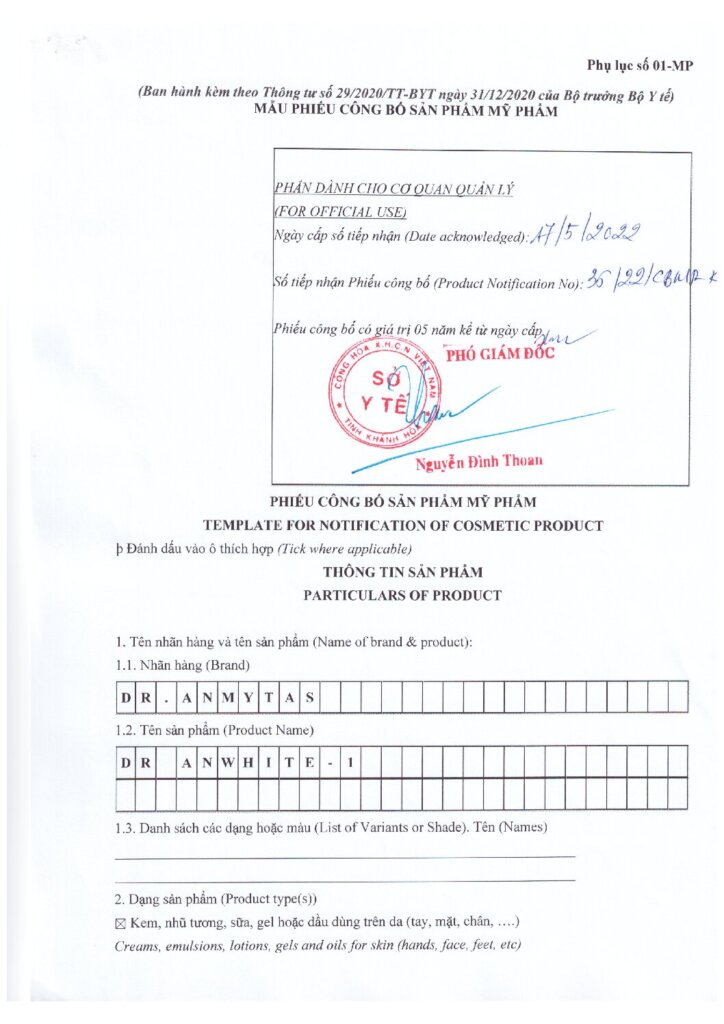 Phụ lục số 01-MP
(Ban hành kèm theo Thông tư số 29/2020/TT-BYT ngày 31/12/2020 của Bộ trưởng Bộ Y tế)
MẪU PHIẾU CÔNG BỐ SẢN PHẨM MỸ PHẨM
PHẦN DÀNH CHO CƠ QUAN QUẢN LÝ
(FOR OFFICIAL USE)
Ngày cấp số tiếp nhận (Date acknowledged): 17/5/2022
Số tiếp nhận Phiếu công bố (Product Notification No): 36/22/CBMP-K
Phiếu công bố có giá trị 05 năm kể từ ngày cấp
PHÓ GIÁM ĐỐC
CỘNG HÒA X.H.C.N VIỆT NAM
SỞ
Y TẾ
TỈNH KHÁNH HÒA
Nguyễn Đình Thoan
PHIẾU CÔNG BỐ SẢN PHẨM MỸ PHẨM
TEMPLATE FOR NOTIFICATION OF COSMETIC PRODUCT
þ Đánh dấu vào ô thích hợp (Tick where applicable)
THÔNG TIN SẢN PHẨM
PARTICULARS OF PRODUCT
1. Tên nhãn hàng và tên sản phẩm (Name of brand & product):
1.1. Nhãn hàng (Brand)
DR.ANMYTAS
1.2. Tên sản phẩm (Product Name)
DR ANWHITE-1
1.3. Danh sách các dạng hoặc màu (List of Variants or Shade). Tên (Names)
2. Dạng sản phẩm (Product type(s))
☒ Kem, nhũ tương, sữa, gel hoặc dầu dùng trên da (tay, mặt, chân, ….)
Creams, emulsions, lotions, gels and oils for skin (hands, face, feet, etc)